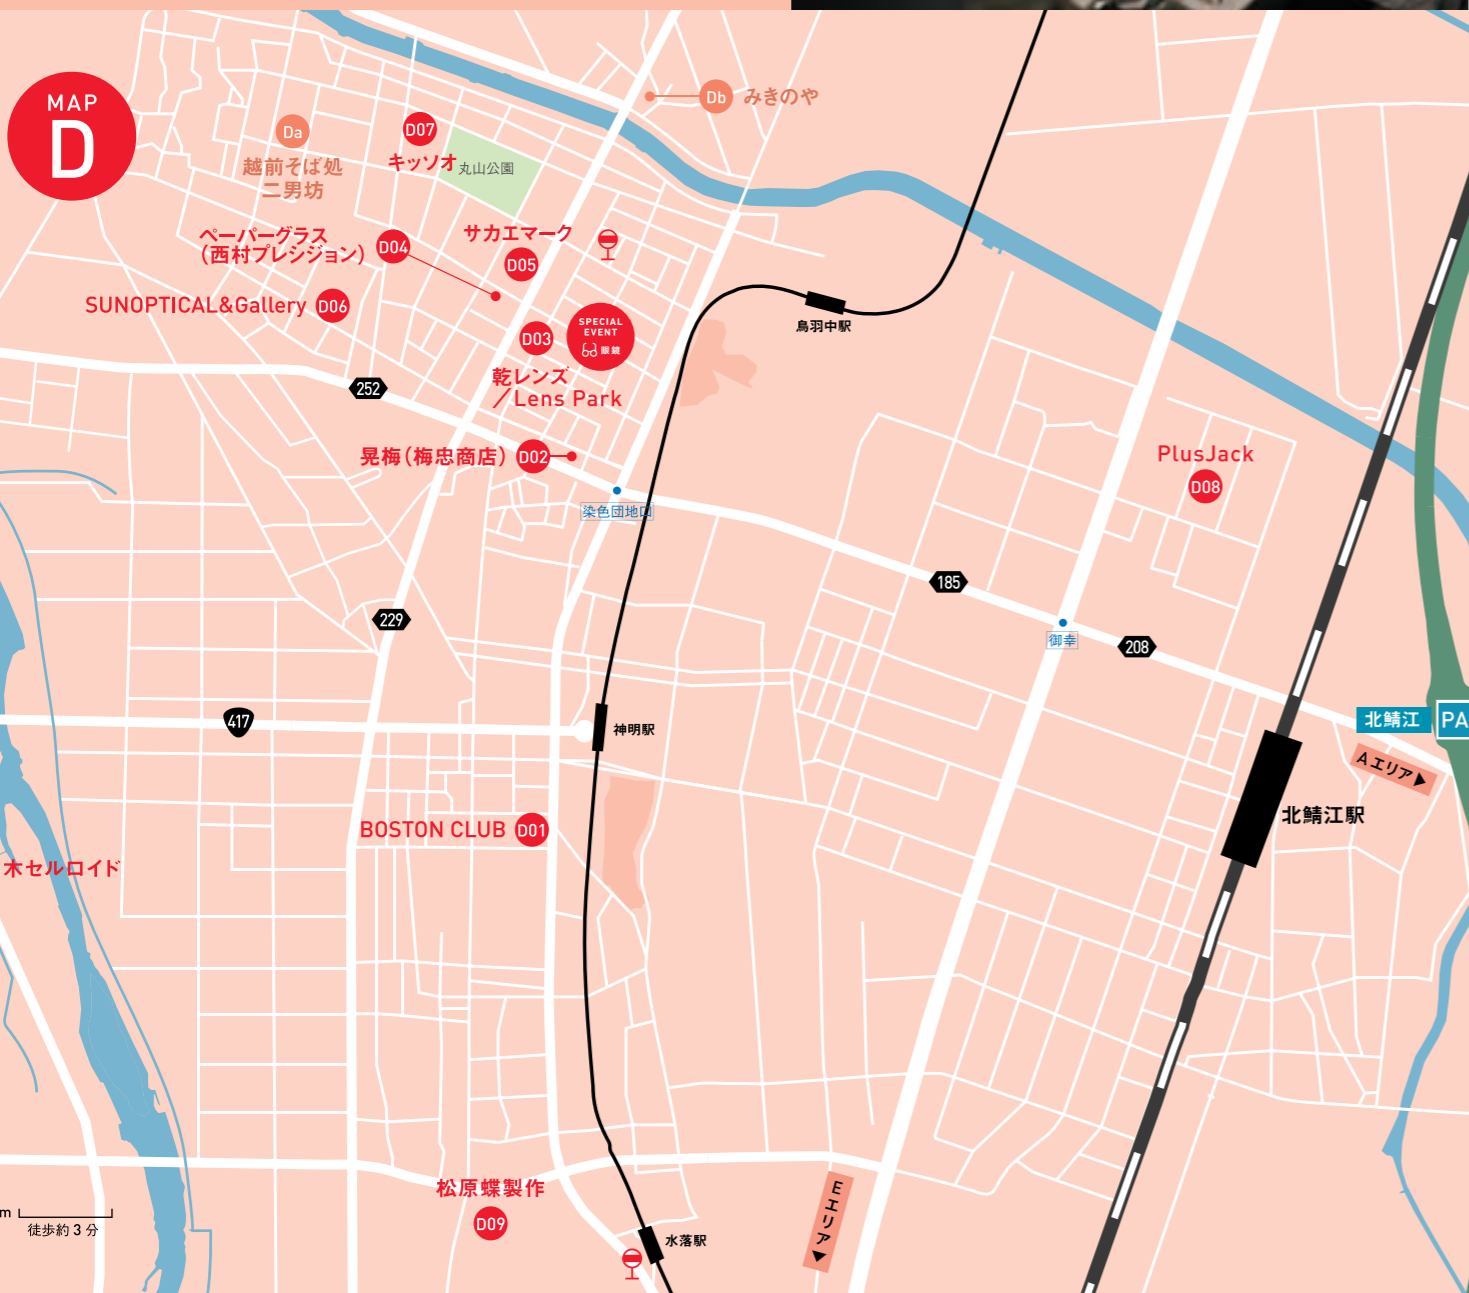 MAP
D
Db
みきのや
Da
越前そば処
二男坊
D07
キッソオ
丸山公園
ペーパーグラス
（西村プレシジョン）
D04
サカエマーク
D05
SUNOPTICAL&Gallery
D06
D03
SPECIAL
EVENT
眼鏡
乾レンズ
／Lens Park
鳥羽中駅
252
晃梅（梅忠商店）
D02
染色団地口
PlusJack
D08
185
229
御幸
208
417
神明駅
北鯖江
PA
Aエリア▶
北鯖江駅
BOSTON CLUB
D01
木セルロイド
松原蝶製作
D09
Eエリア▶
m
徒歩約3分
水落駅